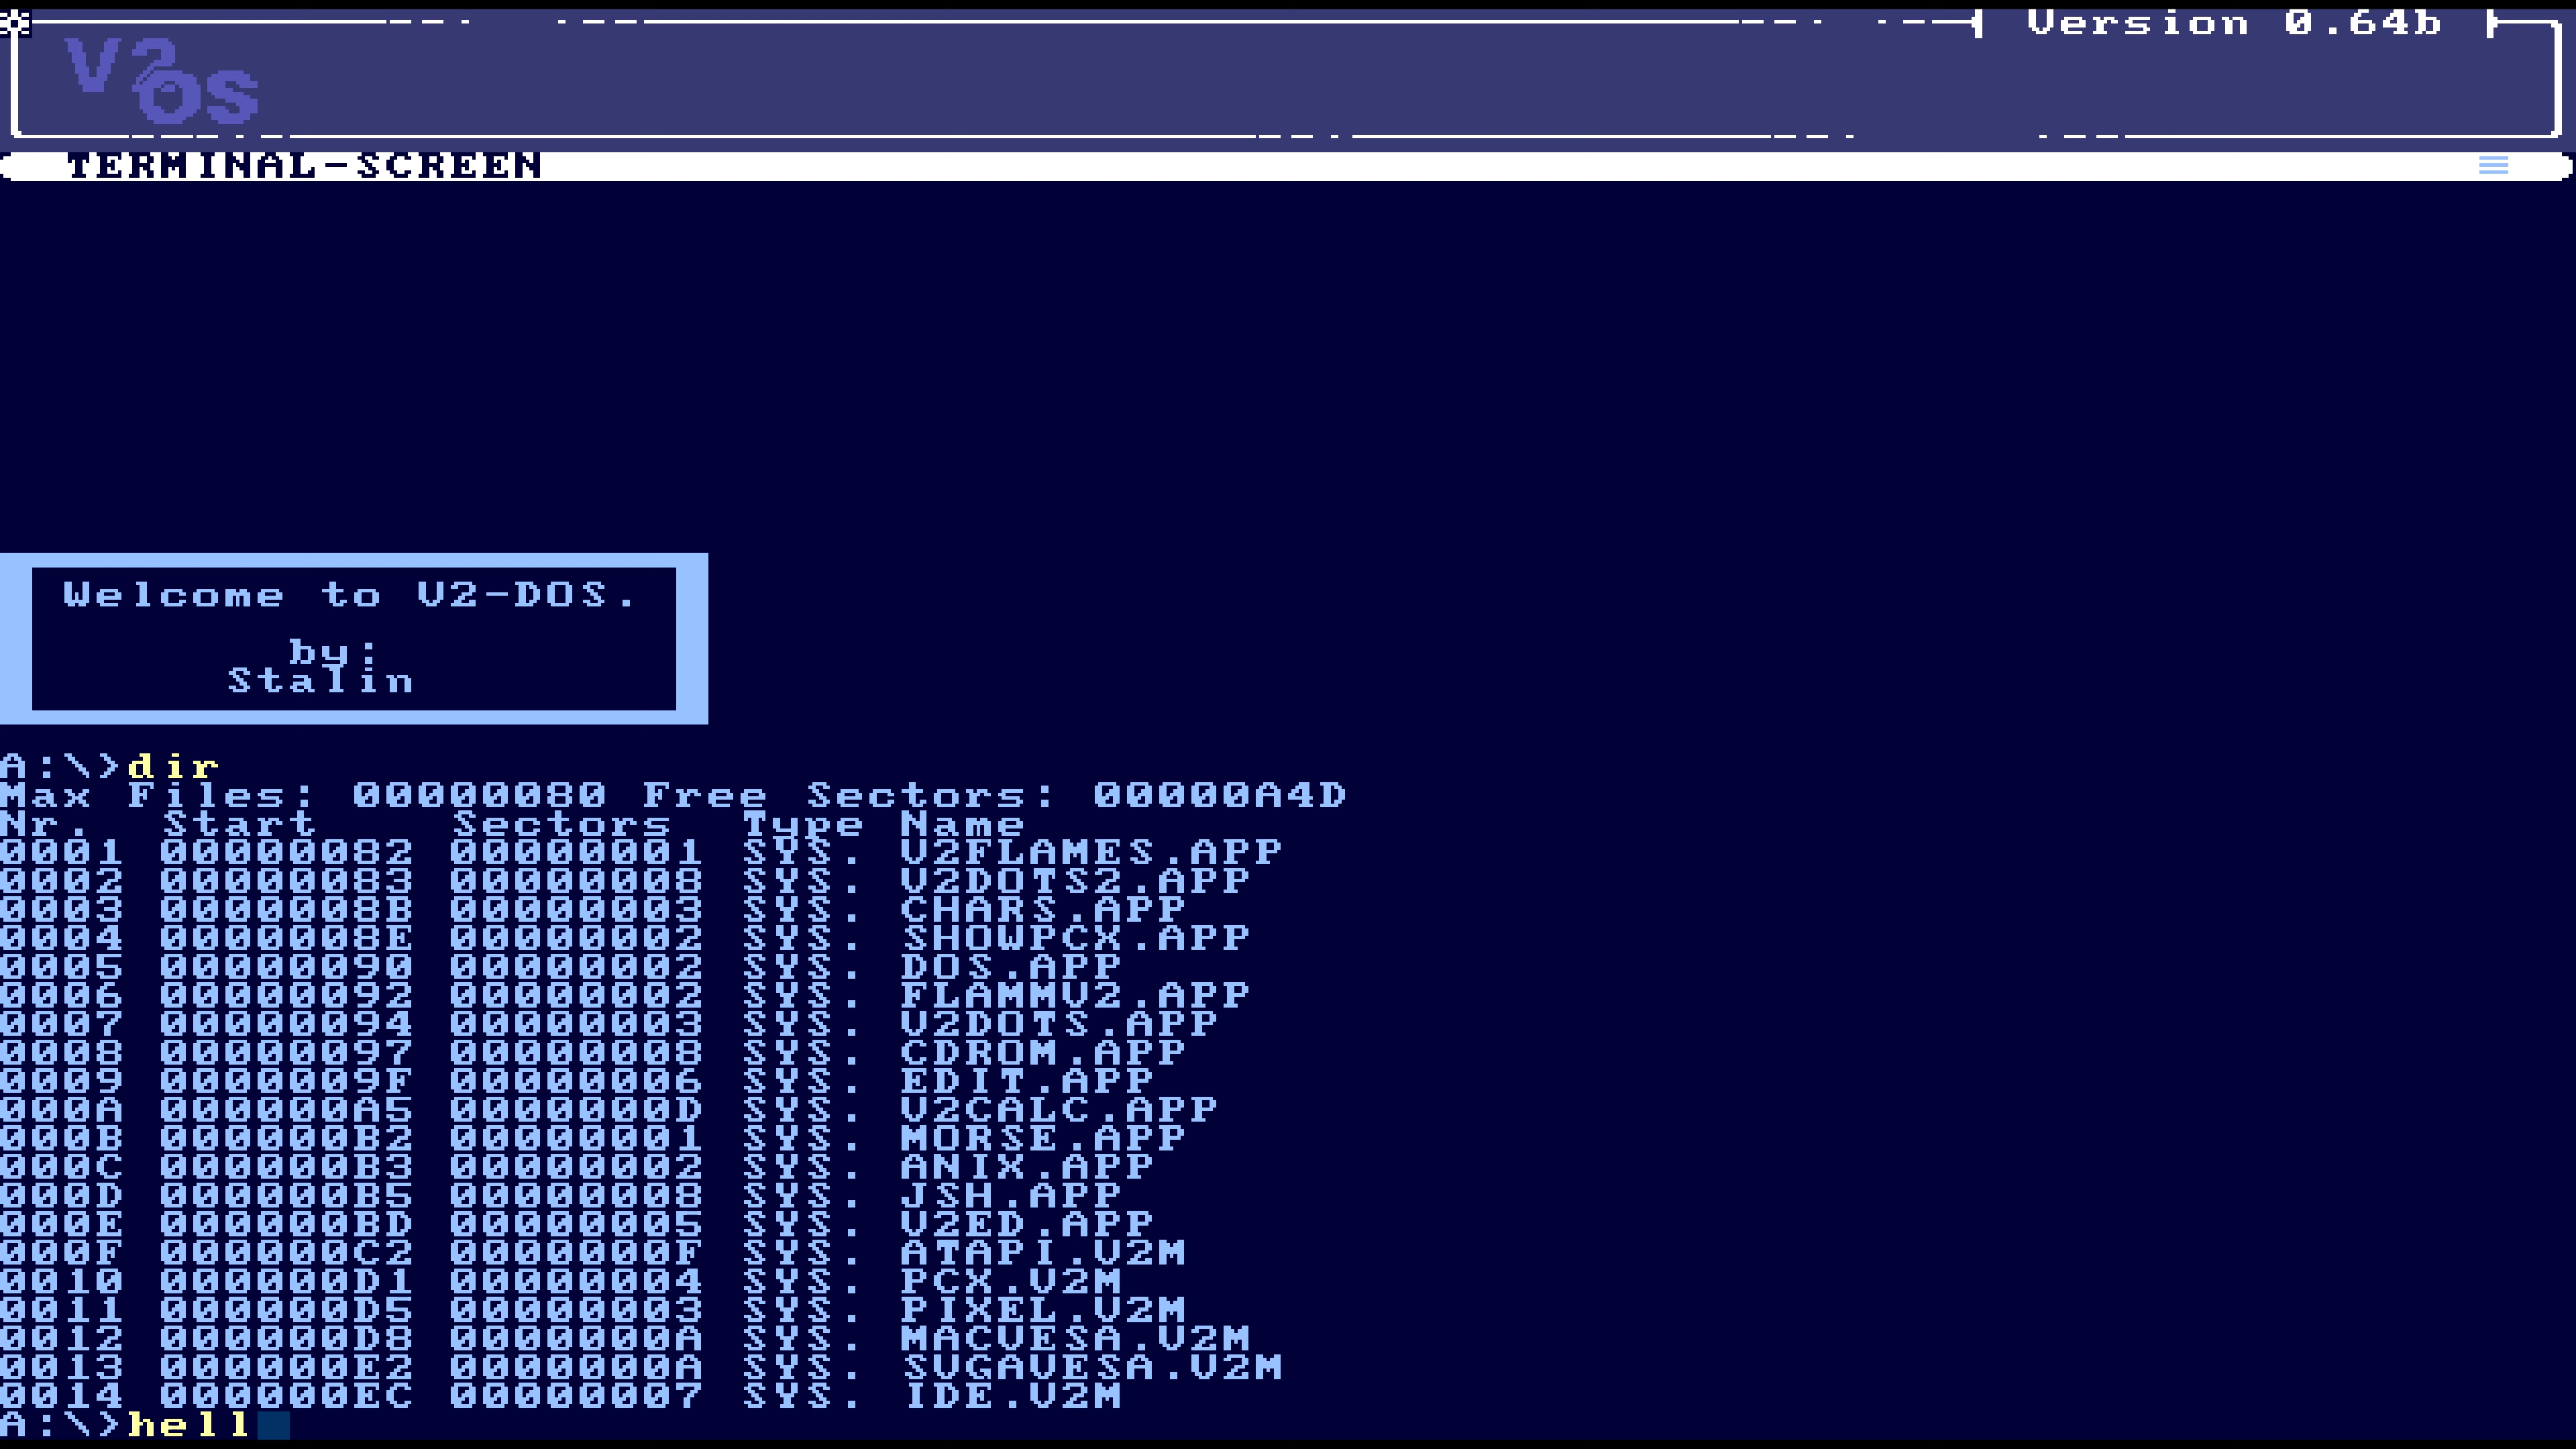 Version 0.64b
V2os
TERMINAL-SCREEN
Welcome to V2-DOS.
by:
Stalin
A:\>dir
Max Files: 00000080 Free Sectors: 00000A4D
Nr. Start Sectors Type Name
0001 00000082 00000001 SYS. V2FLAMES.APP
0002 00000083 00000008 SYS. V2DOTS2.APP
0003 0000008B 00000003 SYS. CHARS.APP
0004 0000008E 00000002 SYS. SHOWPCX.APP
0005 00000090 00000002 SYS. DOS.APP
0006 00000092 00000002 SYS. FLAMMV2.APP
0007 00000094 00000003 SYS. V2DOTS.APP
0008 00000097 00000008 SYS. CDROM.APP
0009 0000009F 00000006 SYS. EDIT.APP
000A 000000A5 0000000D SYS. V2CALC.APP
000B 000000B2 00000001 SYS. MORSE.APP
000C 000000B3 00000002 SYS. ANIX.APP
000D 000000B5 00000008 SYS. JSH.APP
000E 000000BD 00000005 SYS. V2ED.APP
000F 000000C2 0000000F SYS. ATAPI.V2M
0010 000000D1 00000004 SYS. PCX.V2M
0011 000000D5 00000003 SYS. PIXEL.V2M
0012 000000D8 0000000A SYS. MACVESA.V2M
0013 000000E2 0000000A SYS. SVGAVESA.V2M
0014 000000EC 00000007 SYS. IDE.V2M
A:\>hell